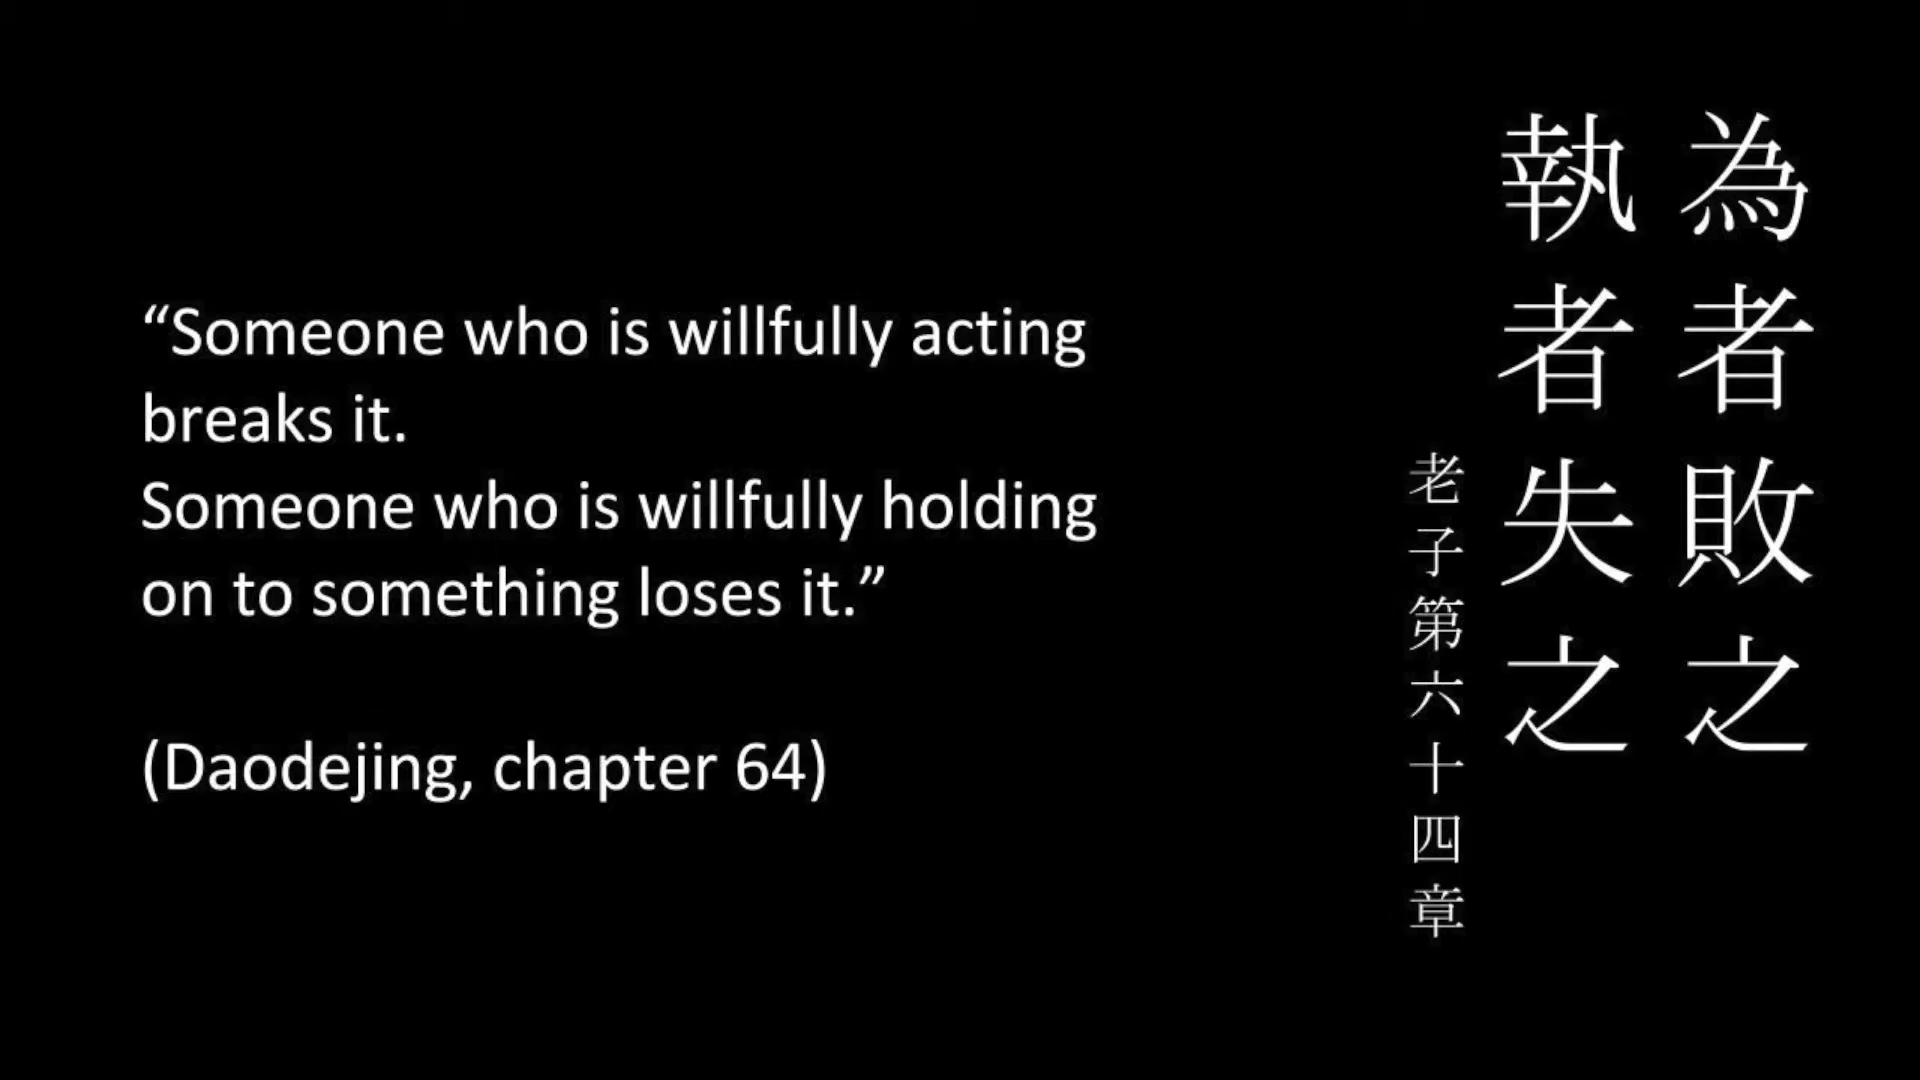 “Someone who is willfully acting
breaks it.
Someone who is willfully holding
on to something loses it.”
(Daodejing, chapter 64)
為者敗之
執者失之
老子第六十四章